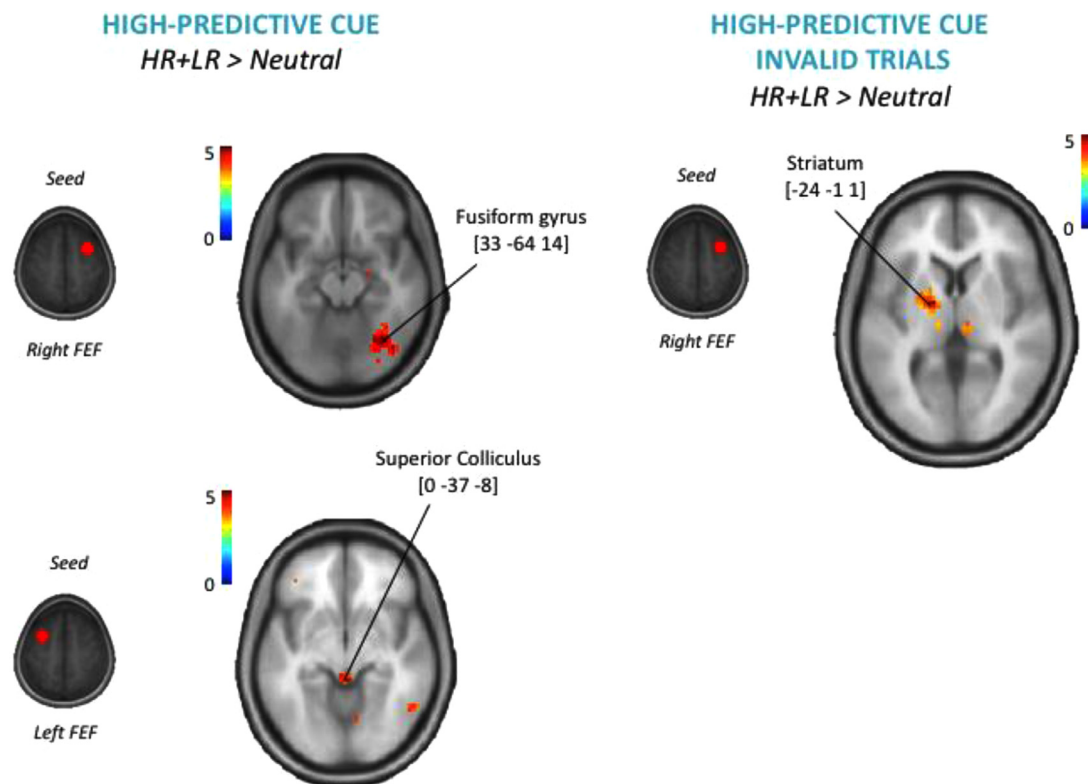 HIGH-PREDICTIVE CUE
HR+LR > Neutral
Seed
Right FEF
5
0
Fusiform gyrus
[33 -64 14]
Seed
Left FEF
5
0
Superior Colliculus
[0 -37 -8]
HIGH-PREDICTIVE CUE
INVALID TRIALS
HR+LR > Neutral
Seed
Right FEF
Striatum
[-24 -1 1]
5
0